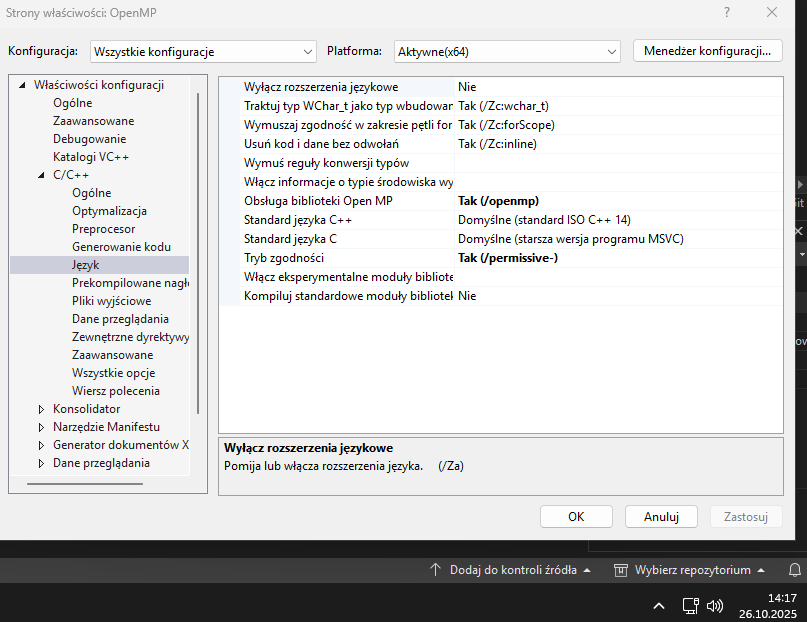 Strony właściwości: OpenMP
Konfiguracja: Wszystkie konfiguracje Platforma: Aktywne(x64) Menedżer konfiguracji...
Właściwości konfiguracji
Ogólne
Zaawansowane
Debugowanie
Katalogi VC++
C/C++
Ogólne
Optymalizacja
Preprocesor
Generowanie kodu
Język
Prekompilowane nagłó
Pliki wyjściowe
Dane przeglądania
Zewnętrzne dyrektywy
Zaawansowane
Wszystkie opcje
Wiersz polecenia
Konsolidator
Narzędzie Manifestu
Generator dokumentów X
Dane przeglądania
Wyłącz rozszerzenia językowe Nie
Traktuj typ WChar_t jako typ wbudowan Tak (/Zc:wchar_t)
Wymuszaj zgodność w zakresie pętli for Tak (/Zc:forScope)
Usuń kod i dane bez odwołań Tak (/Zc:inline)
Wymuś reguły konwersji typów
Włącz informacje o typie środowiska wy
Obsługa biblioteki Open MP Tak (/openmp)
Standard języka C++ Domyślne (standard ISO C++ 14)
Standard języka C Domyślne (starsza wersja programu MSVC)
Tryb zgodności Tak (/permissive-)
Włącz eksperymentalne moduły bibliote
Kompiluj standardowe moduły bibliotek Nie
Wyłącz rozszerzenia językowe
Pomija lub włącza rozszerzenia języka. (/Za)
OK Anuluj Zastosuj
Dodaj do kontroli źródła Wybierz repozytorium
14:17
26.10.2025